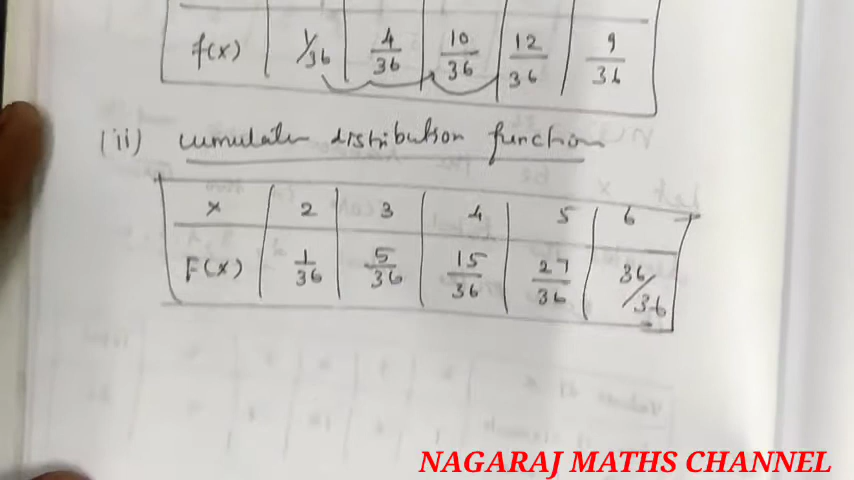 f(x) 1/36 4/36 10/36 12/36 9/36
(ii) cumulative distribution function
x 2 3 4 5 6
F(x) 1/36 5/36 15/36 27/36 36/36
NAGARAJ MATHS CHANNEL